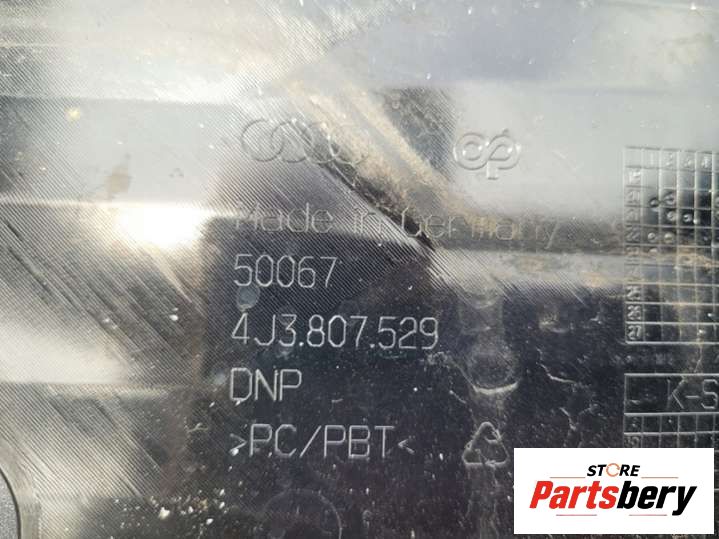 Made in Germany
50067
4J3.807.529
DNP
>PC/PBT<
K-S
STORE
Partsbery